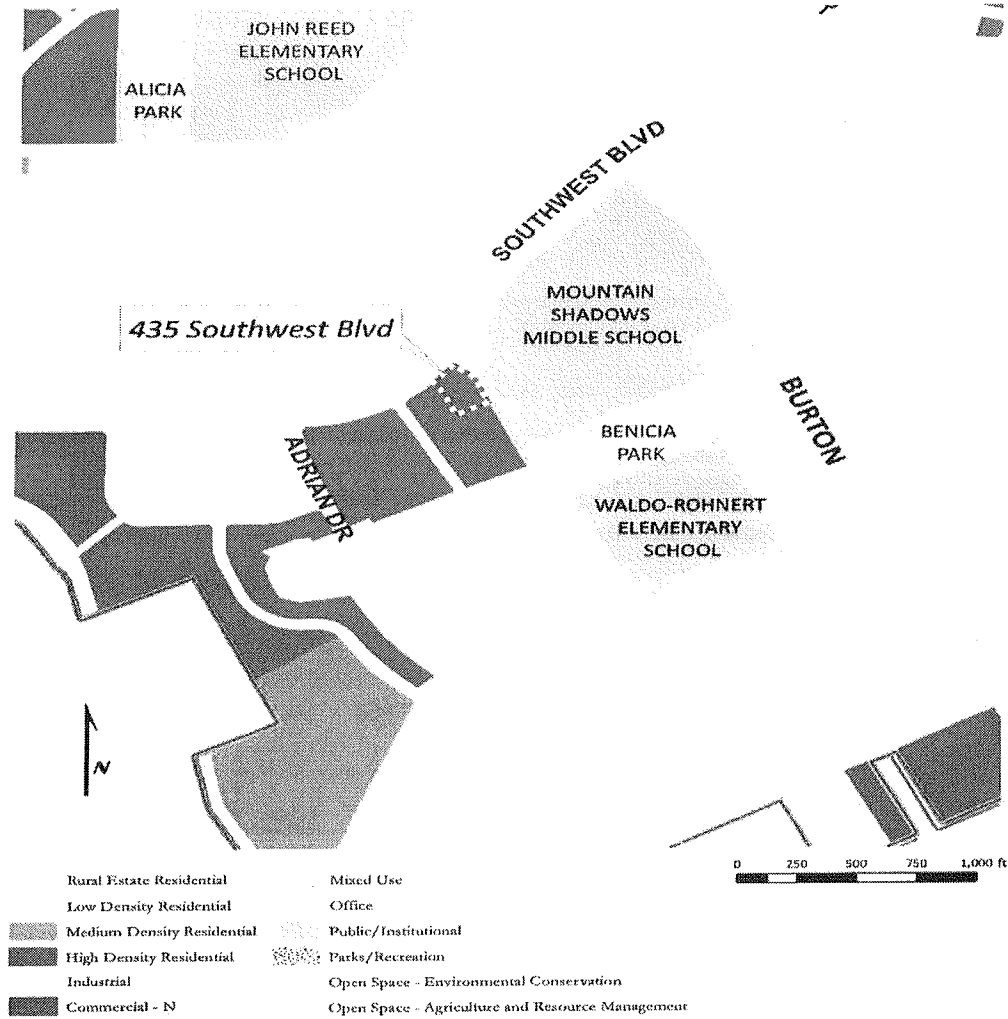 JOHN REED
ELEMENTARY
SCHOOL
ALICIA
PARK
SOUTHWEST BLVD
MOUNTAIN
SHADOWS
MIDDLE SCHOOL
435 Southwest Blvd
BURTON
BENICIA
PARK
ADRIAN DR
WALDO-ROHNERT
ELEMENTARY
SCHOOL
N
0 250 500 750 1,000 ft
Rural Estate Residential
Low Density Residential
Medium Density Residential
High Density Residential
Industrial
Commercial - N
Mixed Use
Office
Public/Institutional
Parks/Recreation
Open Space - Environmental Conservation
Open Space - Agriculture and Resource Management